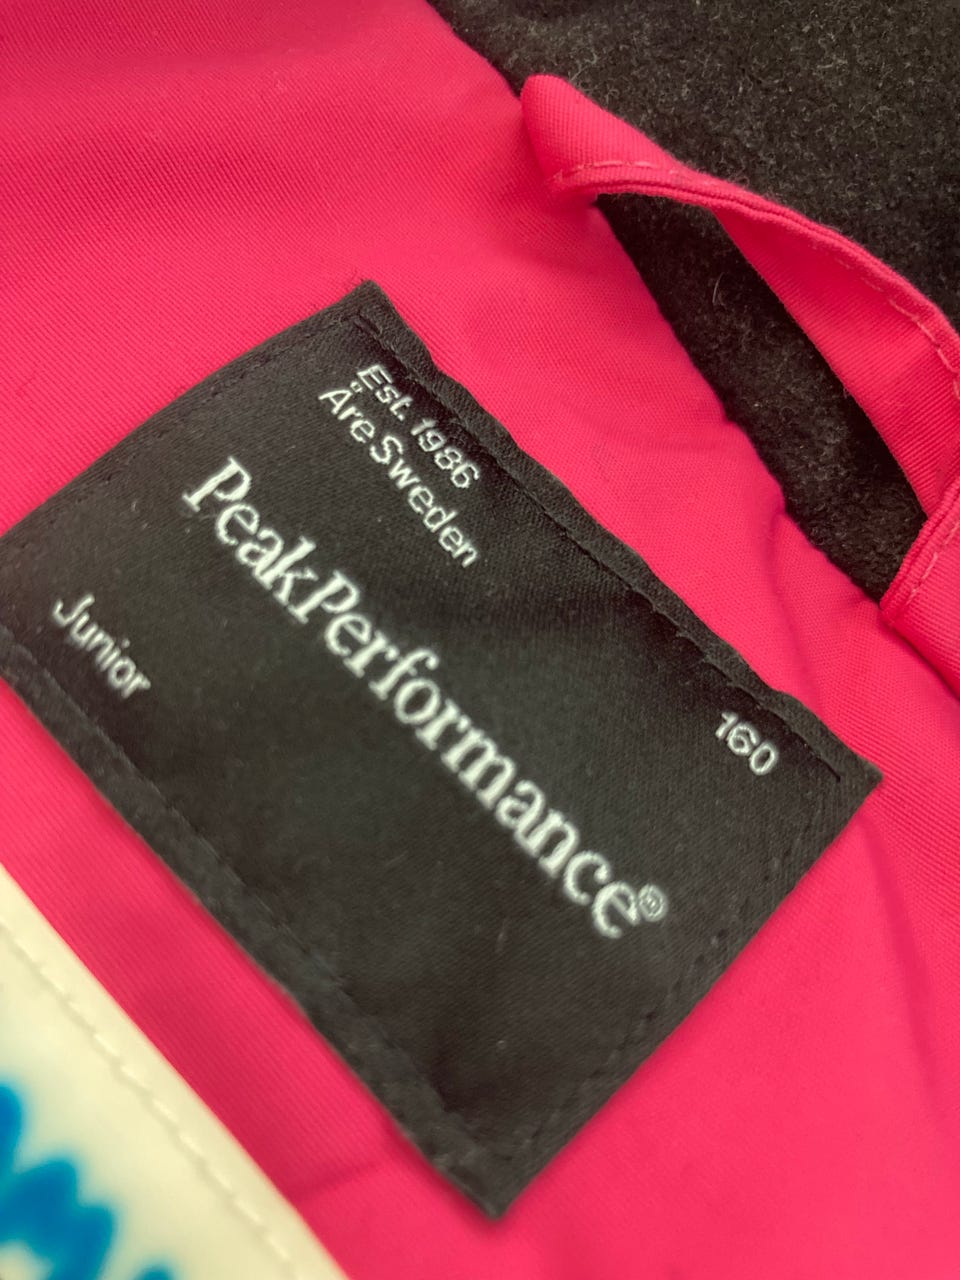 Est. 1986
Åre Sweden
160
PeakPerformance®
Junior